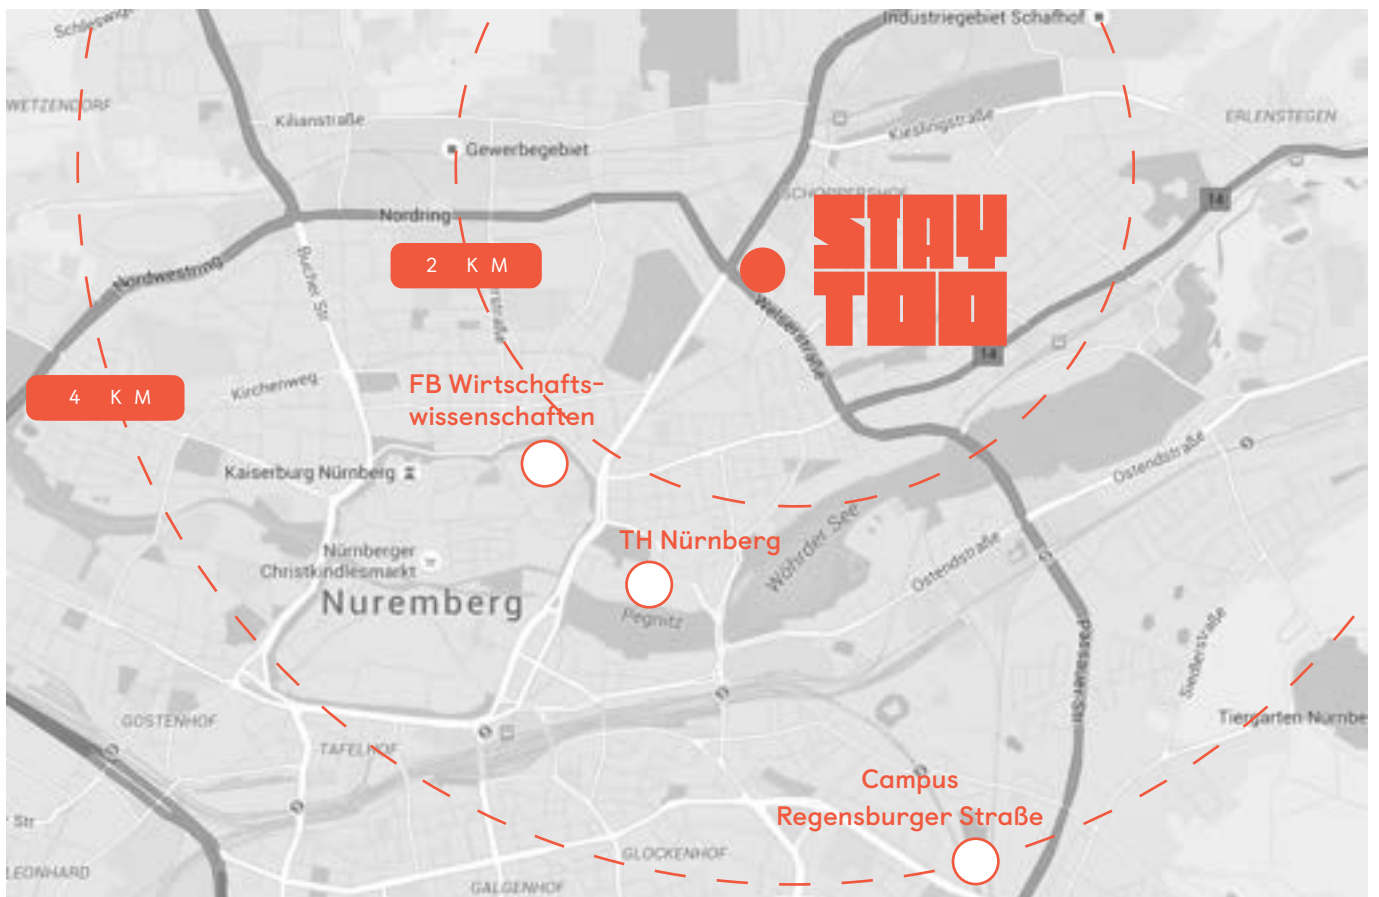 Industriegebiet Schafhof
WETZENDORF
Kilianstraße
Kieslingstraße
ERLENSTEGEN
Gewerbegebiet
SCHOPPERSHOF
14
STAY
TOO
Nordring
Nordwestring
Bucher Str
2 KM
Welserstraße
14
4 KM
Kirchenweg
FB Wirtschafts-
wissenschaften
Kaiserburg Nürnberg
Ostendstraße
TH Nürnberg
Wöhrder See
Nürnberger
Christkindlesmarkt
Ostendstraße
Nuremberg
Pegnitz
Passauer Str
Siedlerstraße
GOSTENHOF
Tiergarten Nürnbe
TAFELHOF
Campus
Regensburger Straße
Str
GLOCKENHOF
LEONHARD
GALGENHOF